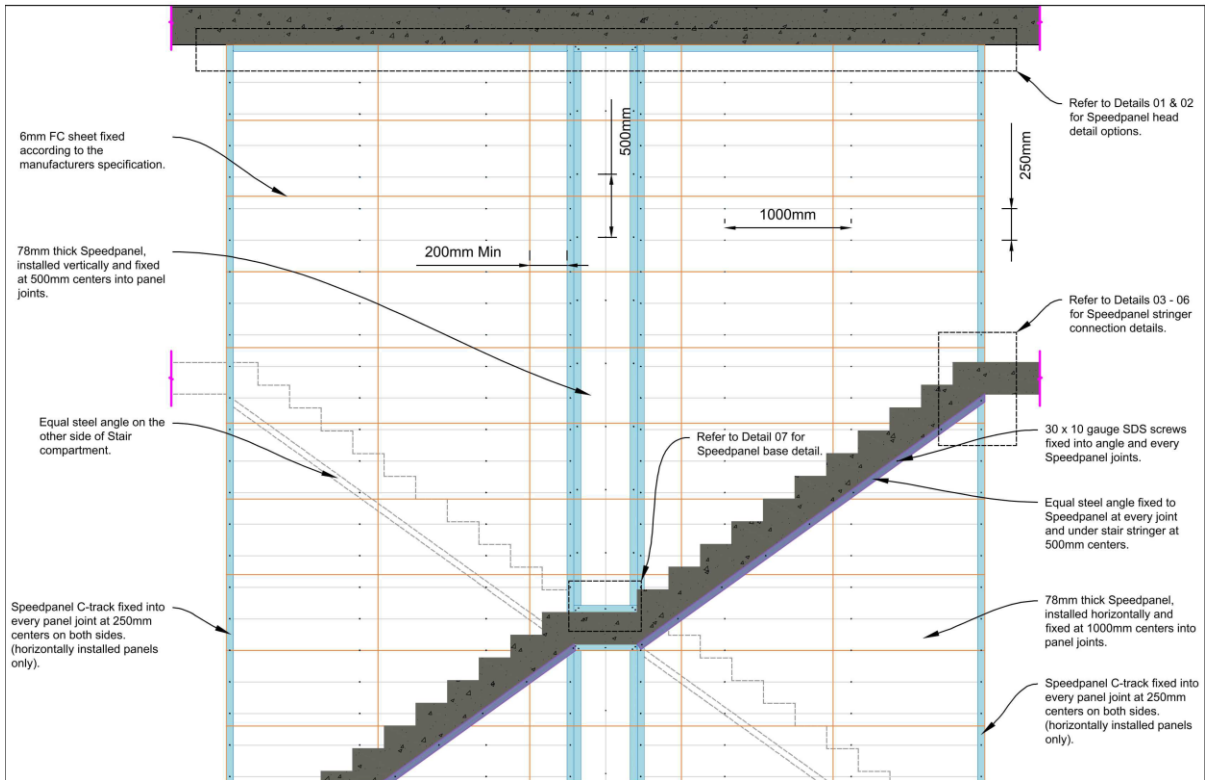 6mm FC sheet fixed
according to the
manufacturers specification.
78mm thick Speedpanel,
installed vertically and fixed
at 500mm centers into panel
joints.
Equal steel angle on the
other side of Stair
compartment.
Speedpanel C-track fixed into
every panel joint at 250mm
centers on both sides.
(horizontally installed panels
only).
200mm Min
500mm
1000mm
250mm
Refer to Detail 07 for
Speedpanel base detail.
Refer to Details 01 & 02
for Speedpanel head
detail options.
Refer to Details 03 - 06
for Speedpanel stringer
connection details.
30 x 10 gauge SDS screws
fixed into angle and every
Speedpanel joints.
Equal steel angle fixed to
Speedpanel at every joint
and under stair stringer at
500mm centers.
78mm thick Speedpanel,
installed horizontally and
fixed at 1000mm centers into
panel joints.
Speedpanel C-track fixed into
every panel joint at 250mm
centers on both sides.
(horizontally installed panels
only).